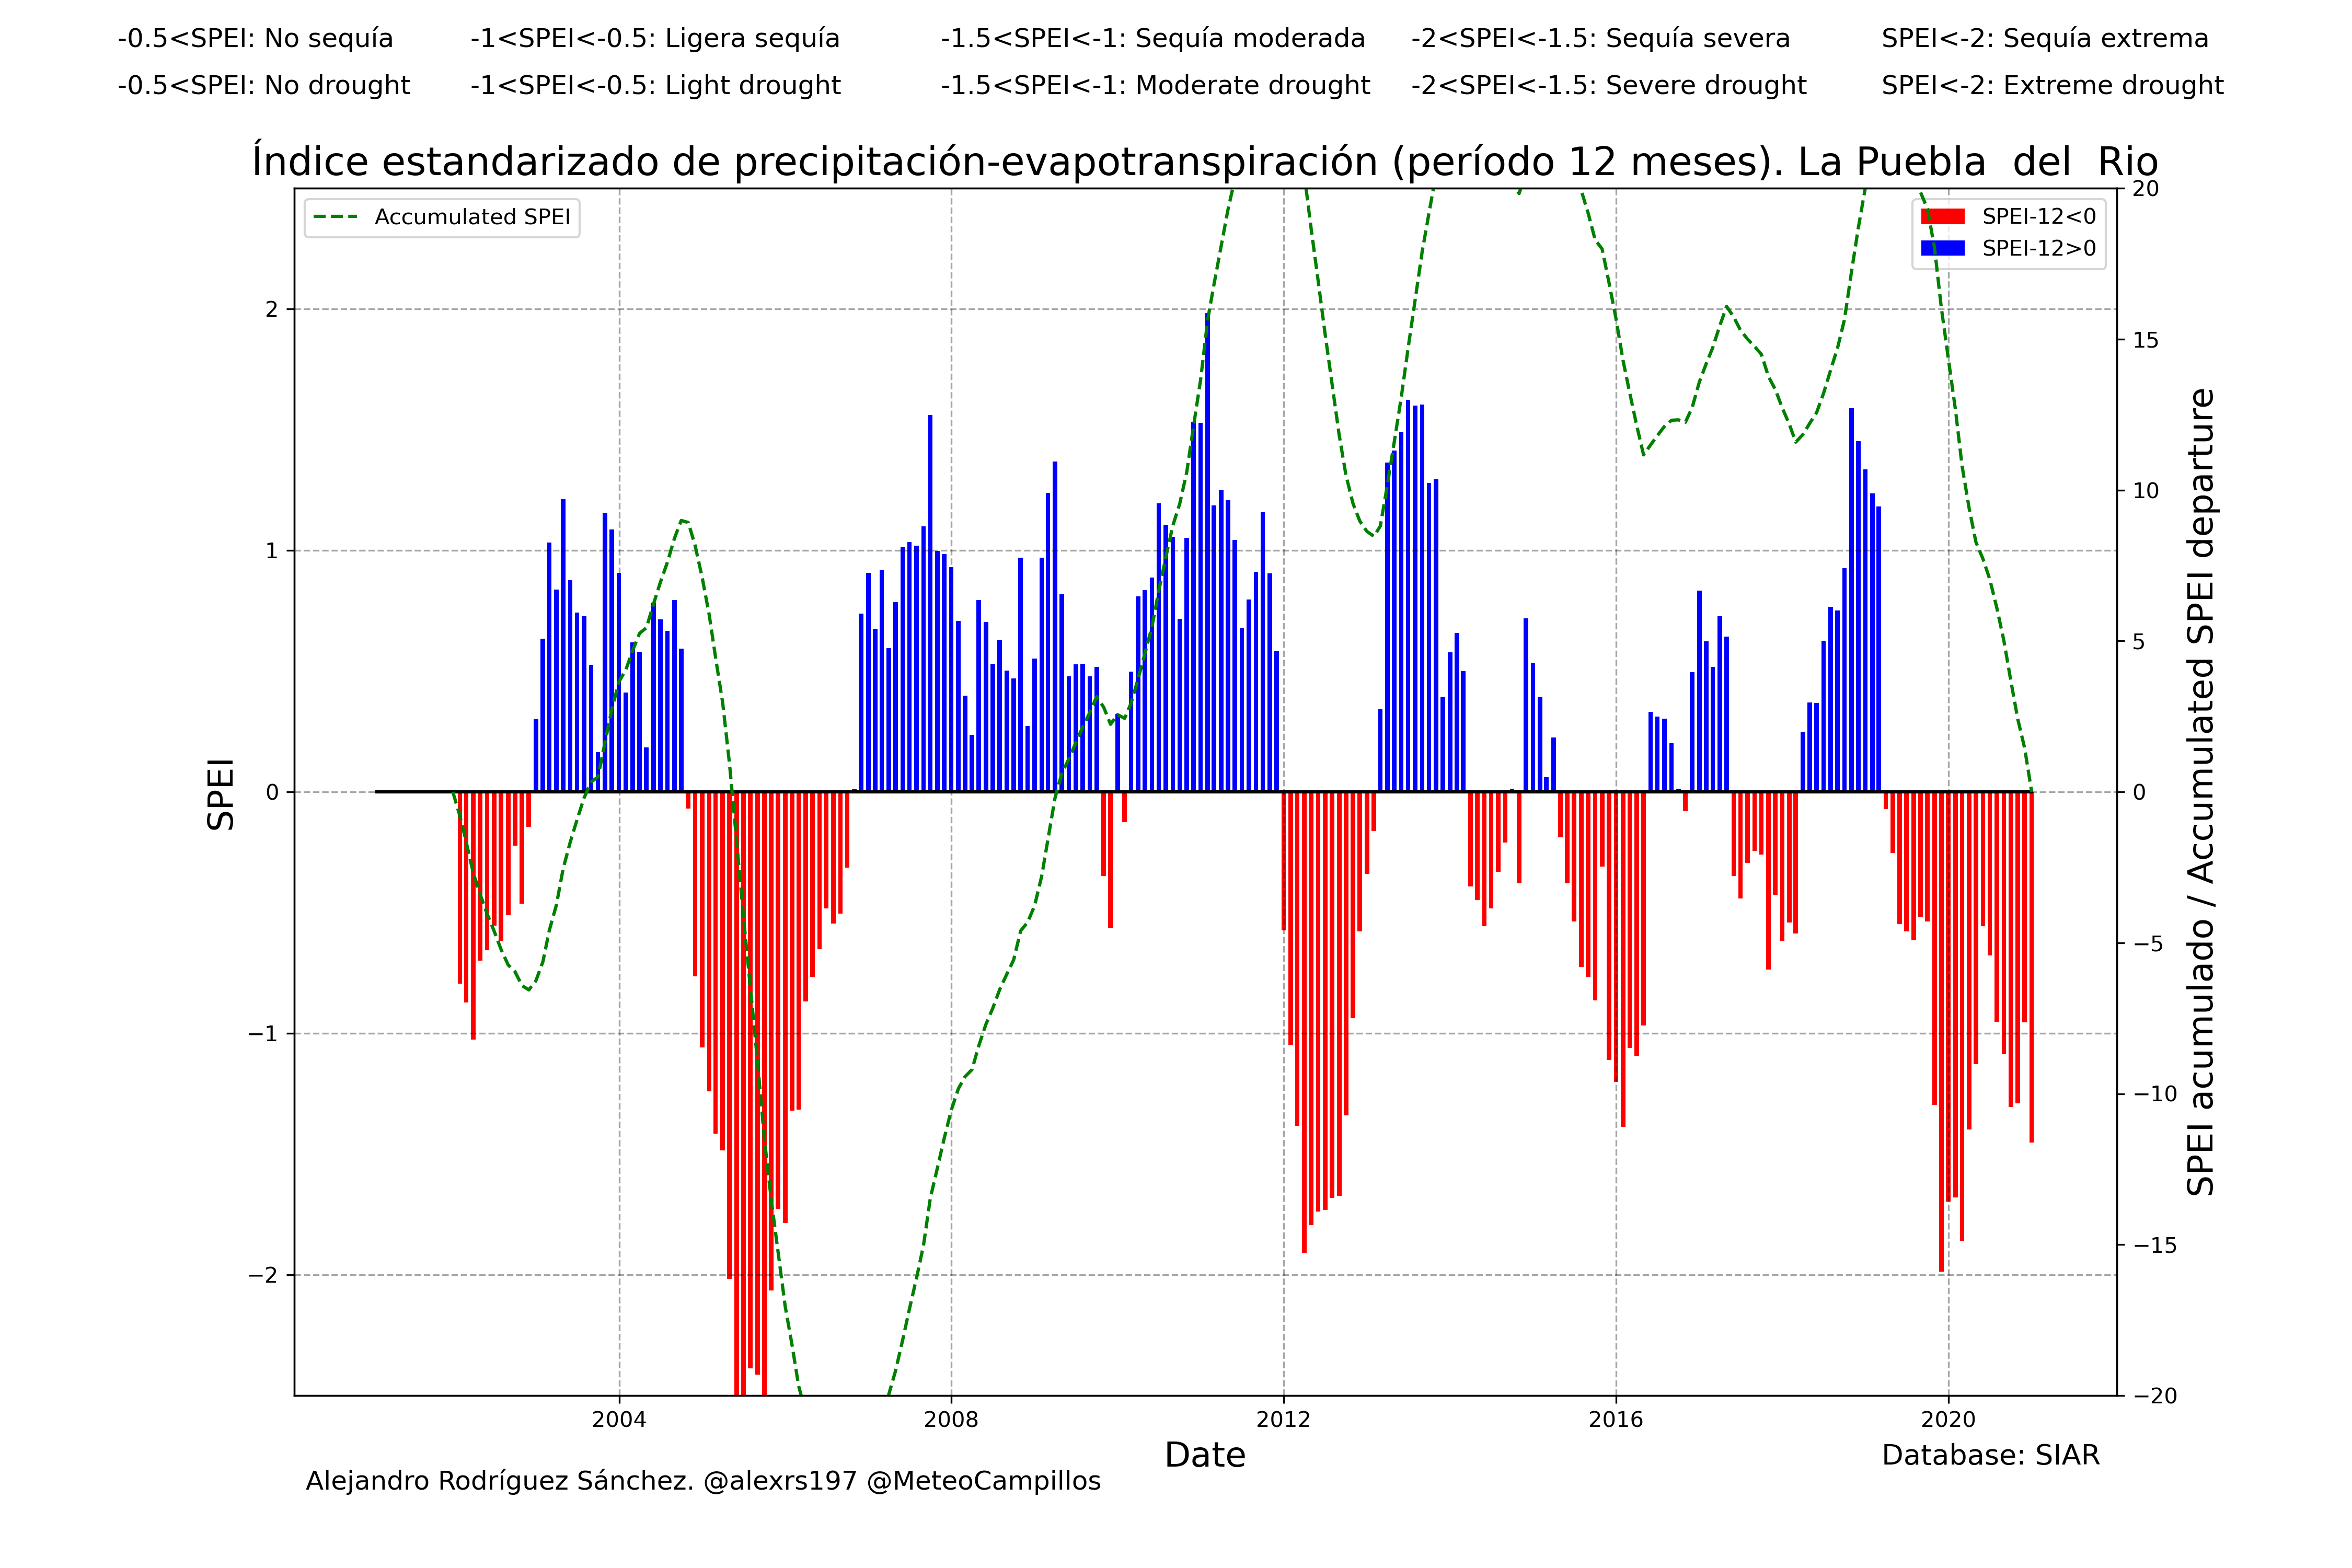 -0.5<SPEI: No sequía -1<SPEI<-0.5: Ligera sequía -1.5<SPEI<-1: Sequía moderada -2<SPEI<-1.5: Sequía severa SPEI<-2: Sequía extrema
-0.5<SPEI: No drought -1<SPEI<-0.5: Light drought -1.5<SPEI<-1: Moderate drought -2<SPEI<-1.5: Severe drought SPEI<-2: Extreme drought
Índice estandarizado de precipitación-evapotranspiración (período 12 meses). La Puebla  del  Rio
Accumulated SPEI
SPEI-12<0
SPEI-12>0
SPEI
2
1
0
−1
−2
20
15
10
5
0
−5
−10
−15
−20
SPEI acumulado / Accumulated SPEI departure
2004 2008 2012 2016 2020
Date
Database: SIAR
Alejandro Rodríguez Sánchez. @alexrs197 @MeteoCampillos